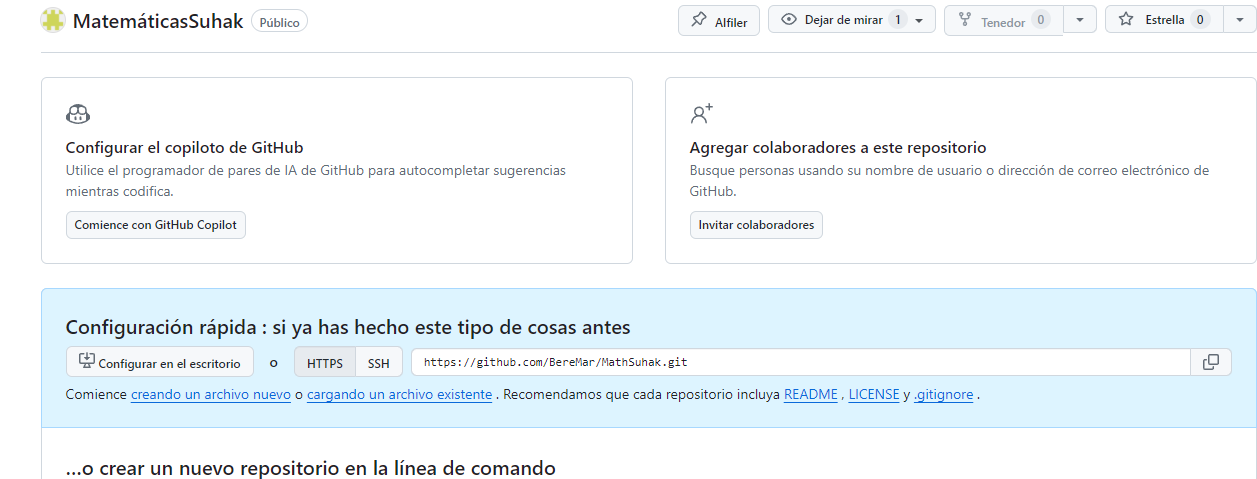 MatemáticasSuhak Público Alfiler Dejar de mirar 1 Tenedor 0 Estrella 0
Configurar el copiloto de GitHub
Utilice el programador de pares de IA de GitHub para autocompletar sugerencias
mientras codifica.
Comience con GitHub Copilot
Agregar colaboradores a este repositorio
Busque personas usando su nombre de usuario o dirección de correo electrónico de
GitHub.
Invitar colaboradores
Configuración rápida : si ya has hecho este tipo de cosas antes
Configurar en el escritorio o HTTPS SSH https://github.com/BereMar/MathSuhak.git
Comience creando un archivo nuevo o cargando un archivo existente . Recomendamos que cada repositorio incluya README , LICENSE y .gitignore .
...o crear un nuevo repositorio en la línea de comando